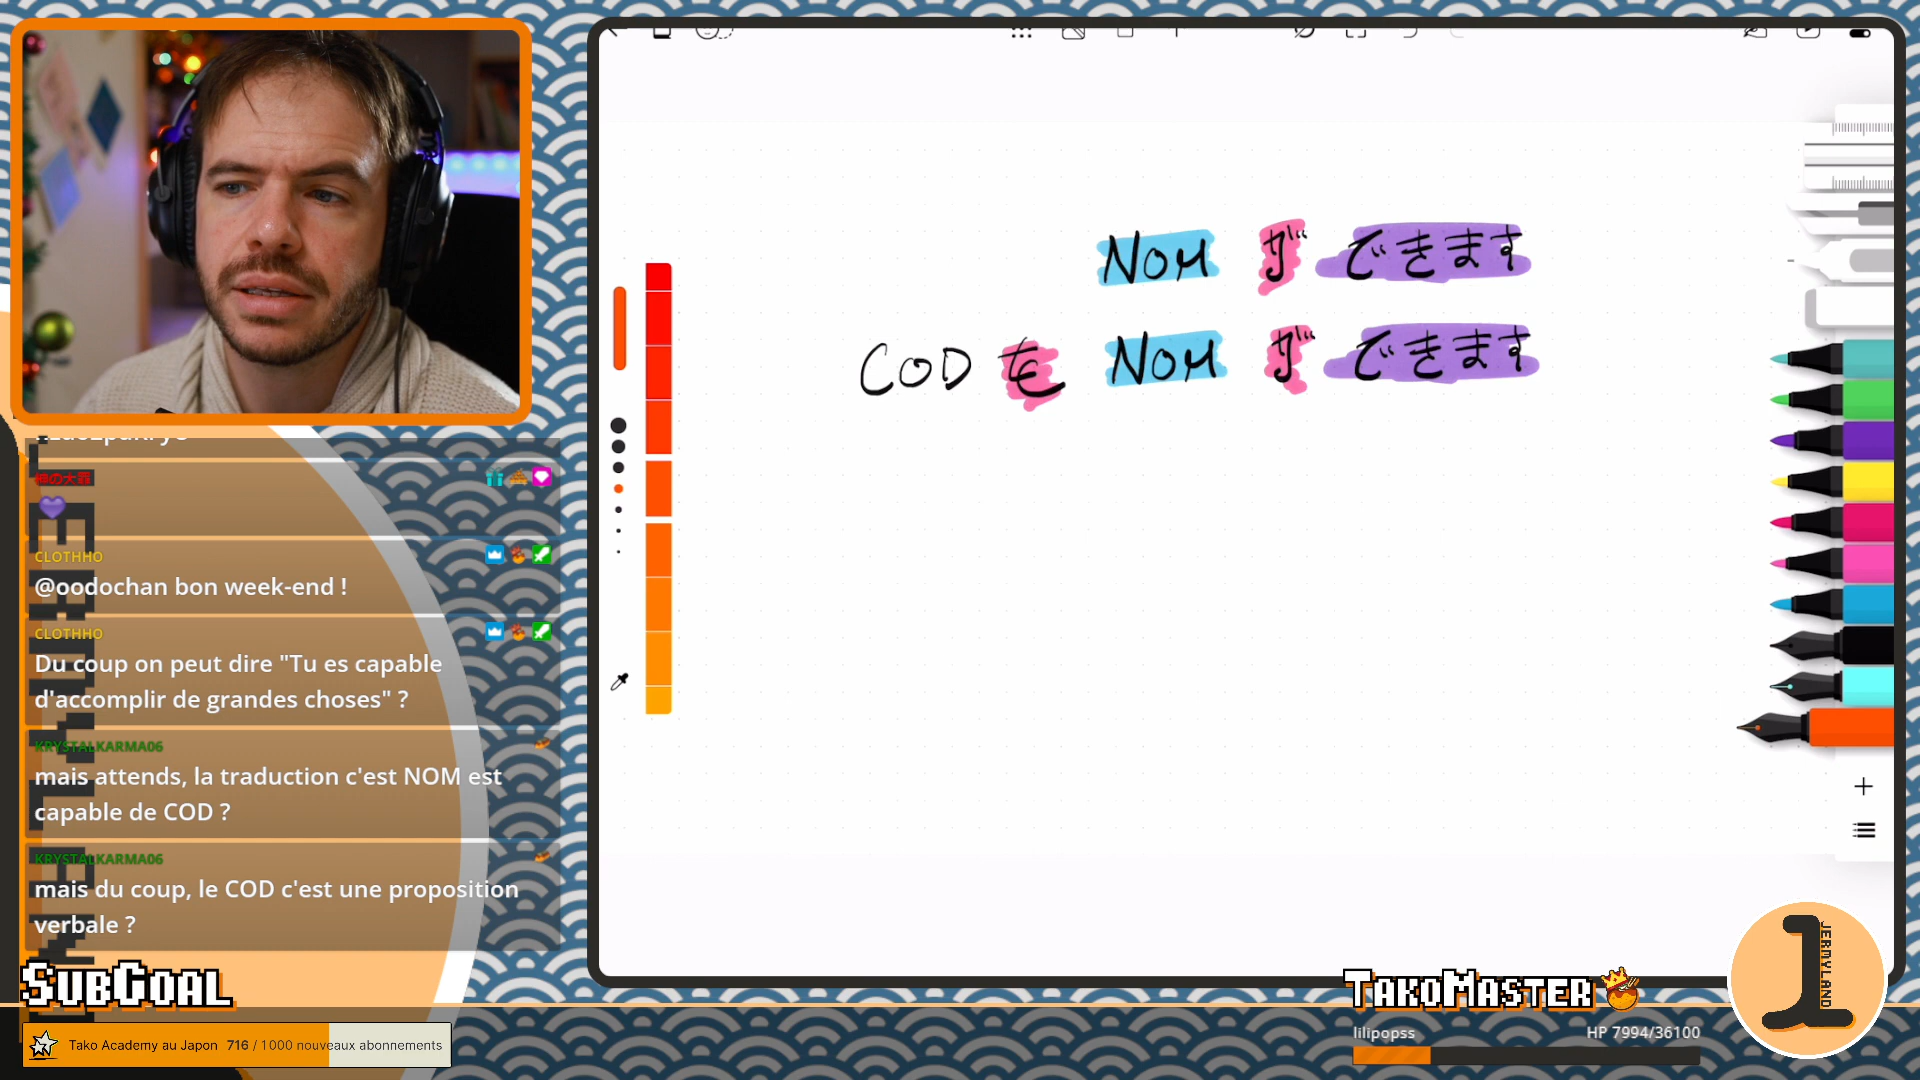 Nom が できます
COD を Nom が できます
CLOTHHO
@oodochan bon week-end !
CLOTHHO
Du coup on peut dire "Tu es capable
d'accomplir de grandes choses" ?
KRYSTALKARMA06
mais attends, la traduction c'est NOM est
capable de COD ?
KRYSTALKARMA06
mais du coup, le COD c'est une proposition
verbale ?
SUBGOAL
Tako Academy au Japon 716 / 1000 nouveaux abonnements
TAKOMASTER
lilipopss HP 7994/36100
JERMYLAND